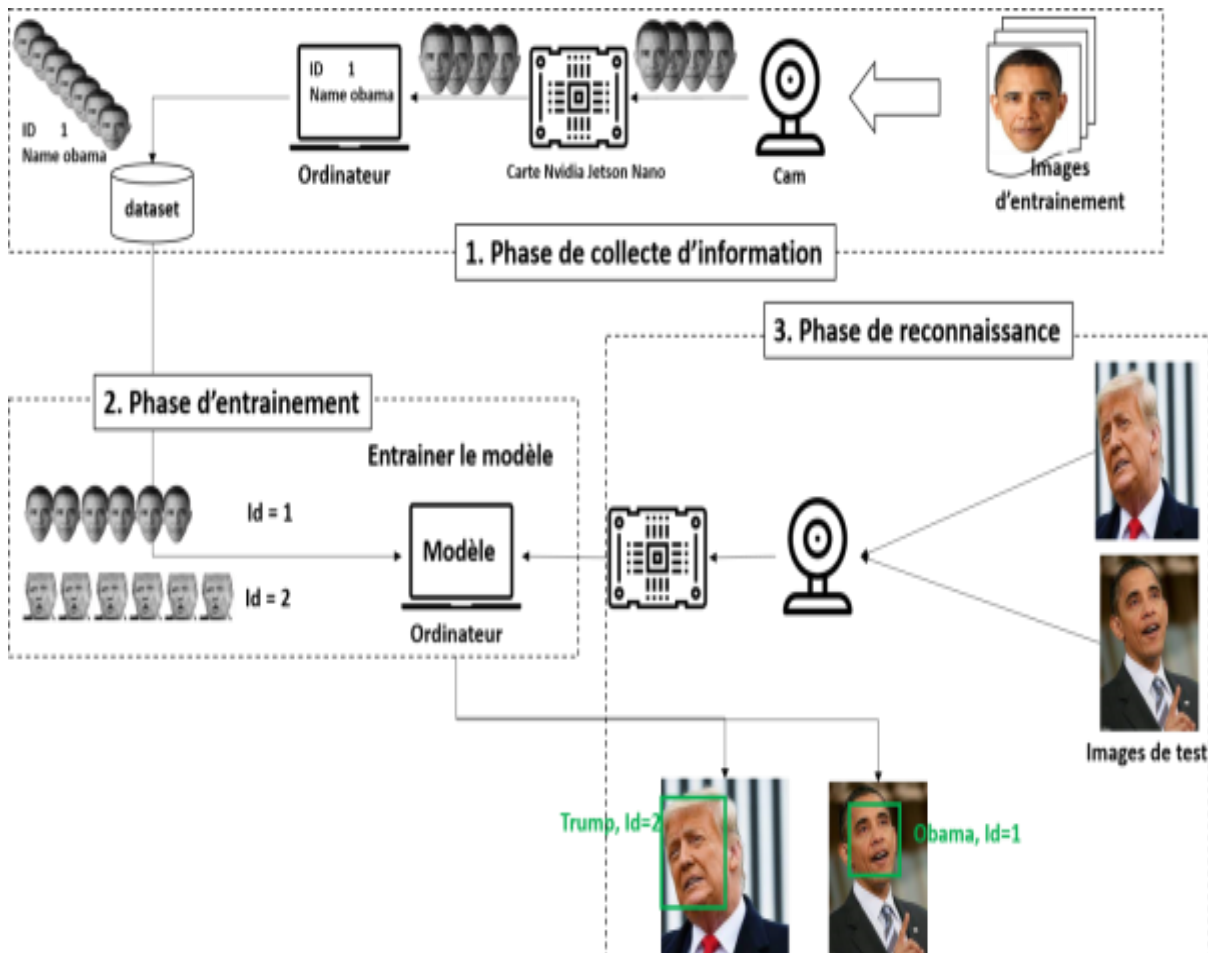 ID 1
Name obama
ID 1
Name obama
dataset
Ordinateur
Carte Nvidia Jetson Nano
Cam
Images
d'entrainement
1. Phase de collecte d'information
3. Phase de reconnaissance
2. Phase d'entrainement
Entrainer le modèle
Id = 1
Id = 2
Modèle
Ordinateur
Images de test
Trump, Id=2
Obama, Id=1